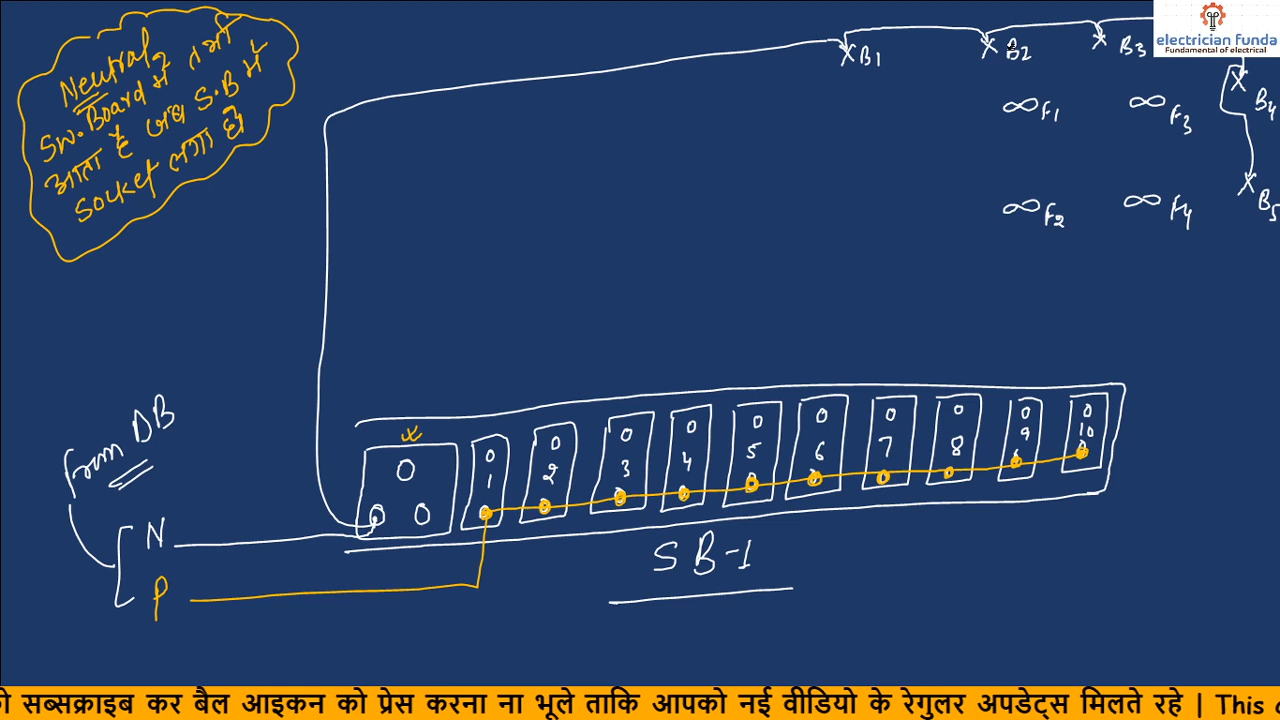 Neutral
Sw. Board में तभी
आता है जब S.B में
Socket लगा हो
electrician funda
Fundamental of electrical
B1
B2
B3
B4
F1
F3
B5
F2
F4
from DB
1
2
3
4
5
6
7
8
9
10
N
P
SB-1
ो सब्सक्राइब कर बैल आइकन को प्रेस करना ना भूले ताकि आपको नई वीडियो के रेगुलर अपडेट्स मिलते रहे | This